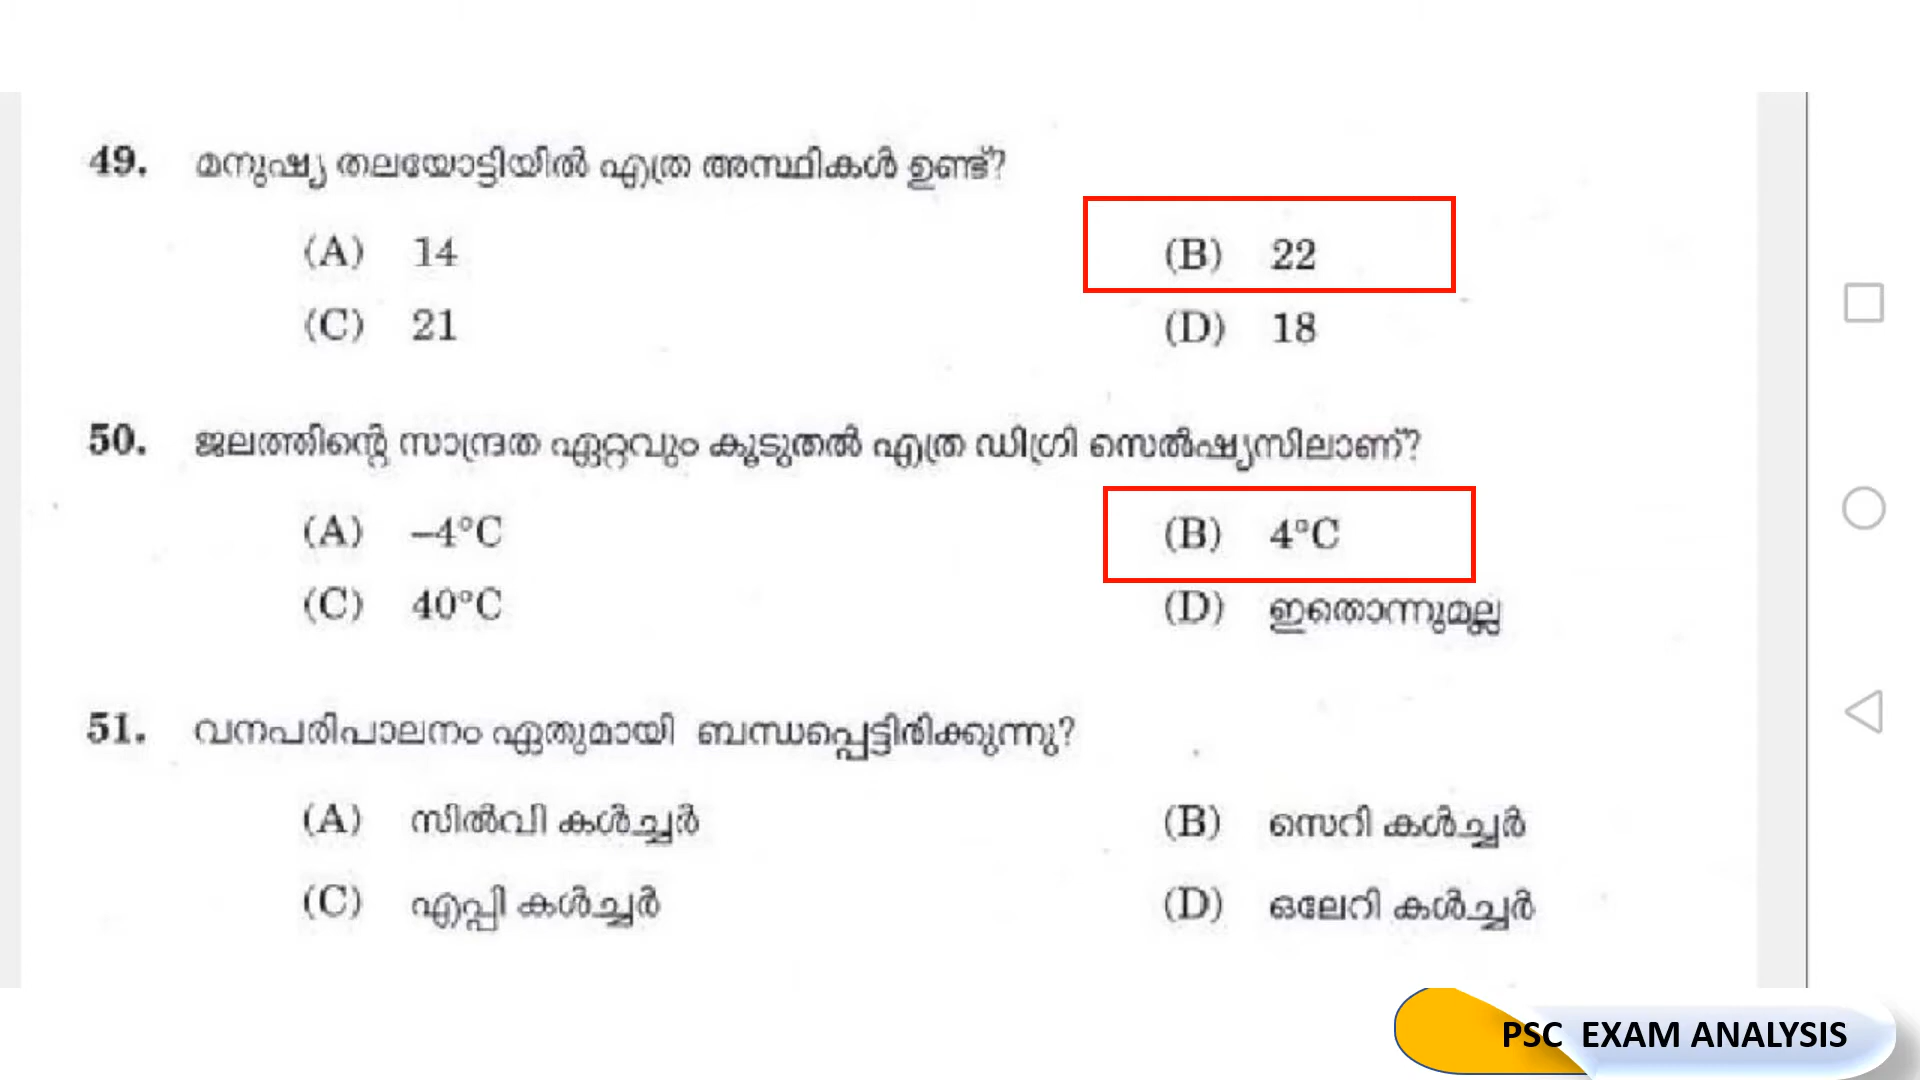 49. മനുഷ്യ തലയോട്ടിയിൽ എത്ര അസ്ഥികൾ ഉണ്ട്?
(A) 14 (B) 22
(C) 21 (D) 18
50. ജലത്തിന്റെ സാന്ദ്രത ഏറ്റവും കൂടുതൽ എത്ര ഡിഗ്രി സെൽഷ്യസിലാണ്?
(A) –4°C (B) 4°C
(C) 40°C (D) ഇതൊന്നുമല്ല
51. വനപരിപാലനം ഏതുമായി ബന്ധപ്പെട്ടിരിക്കുന്നു?
(A) സിൽവി കൾച്ചർ (B) സെറി കൾച്ചർ
(C) എപ്പി കൾച്ചർ (D) ഒലേറി കൾച്ചർ
PSC EXAM ANALYSIS